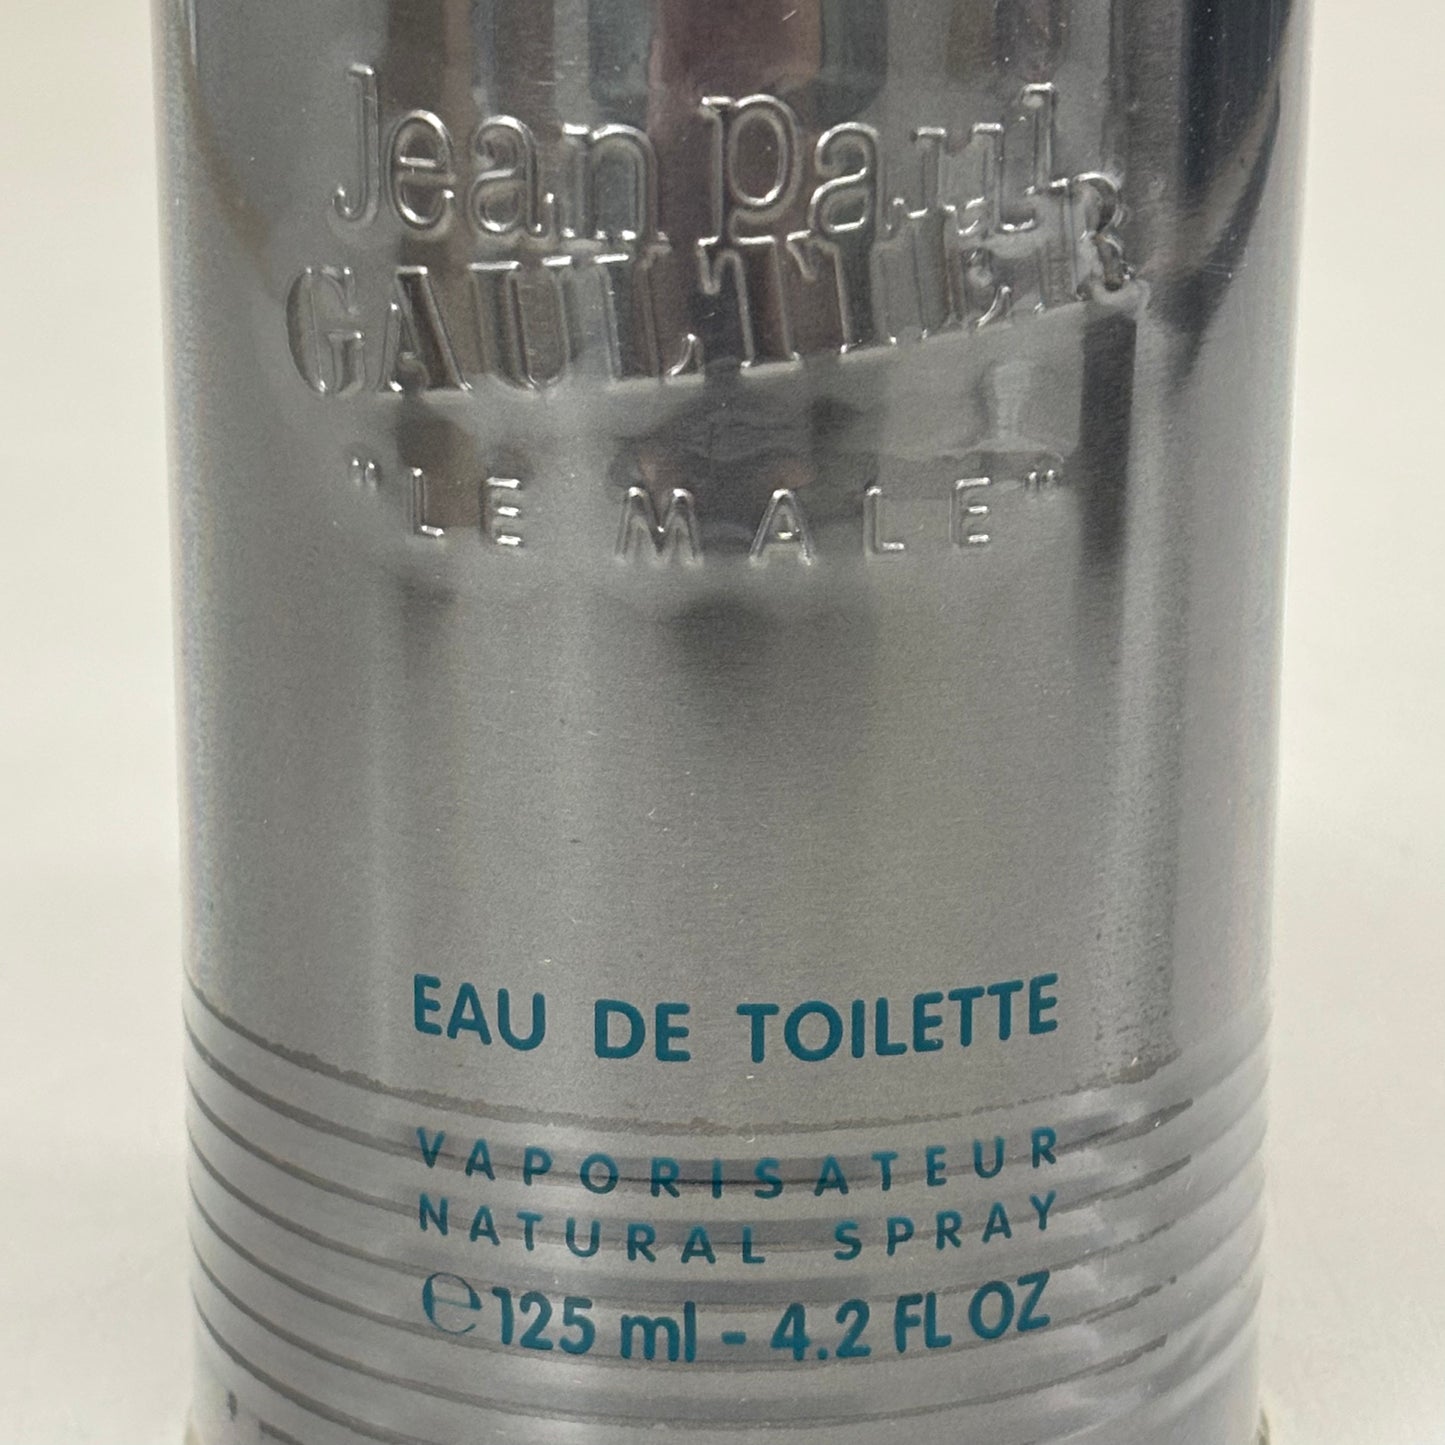 Jean Paul
GAULTIER
"LE MALE"
EAU DE TOILETTE
VAPORISATEUR
NATURAL SPRAY
℮ 125 ml - 4.2 FL OZ